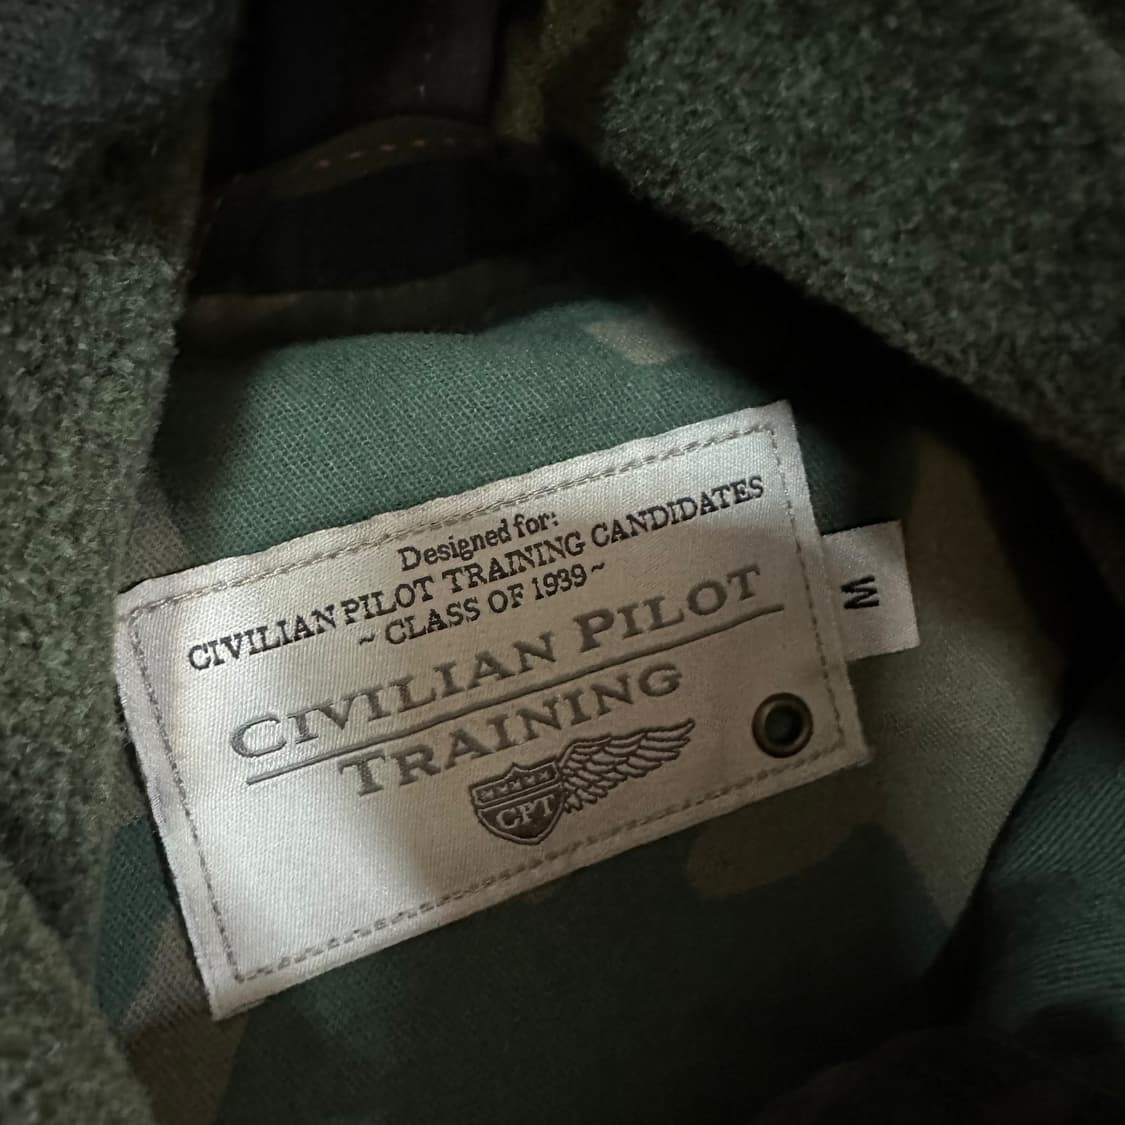 Designed for:
CIVILIAN PILOT TRAINING CANDIDATES
~ CLASS OF 1939 ~
CIVILIAN PILOT
TRAINING
CPT
M